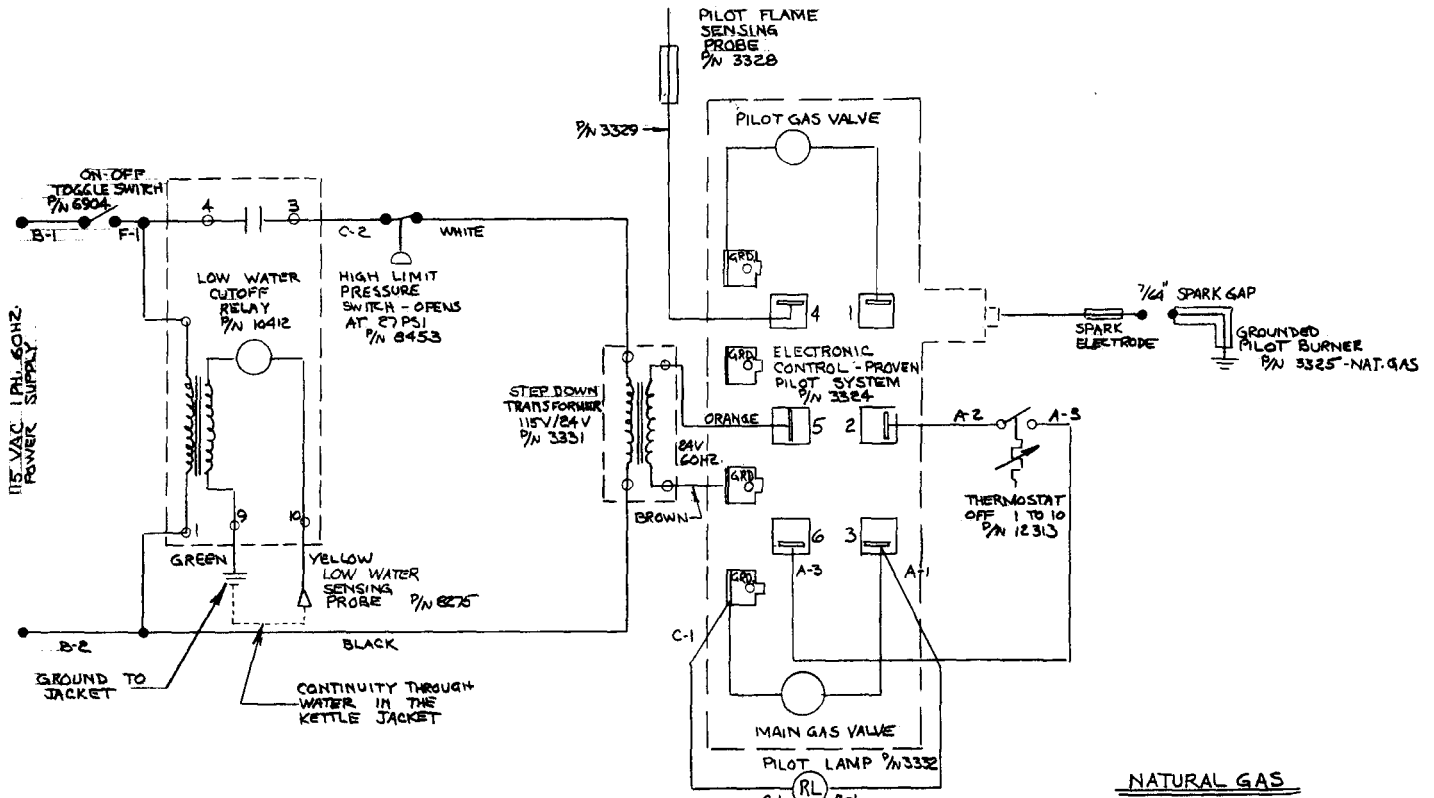 PILOT FLAME
SENSING
PROBE
P/N 3328
P/N 3329
PILOT GAS VALVE
ON-OFF
TOGGLE SWITCH
P/N 6904
4
3
B-1
F-1
C-2
WHITE
LOW WATER
CUTOFF
RELAY
P/N 10412
HIGH LIMIT
PRESSURE
SWITCH - OPENS
AT 27 PSI
P/N 8453
115 VAC 1 PH. 60HZ.
POWER SUPPLY
GRD.
4
1
7/64" SPARK GAP
SPARK
ELECTRODE
GROUNDED
PILOT BURNER
P/N 3325 - NAT. GAS
GRD.
ELECTRONIC
CONTROL - PROVEN
PILOT SYSTEM
P/N 3324
STEP DOWN
TRANSFORMER
115V/24V
P/N 3331
ORANGE
5
2
A-2
A-3
24V
60HZ.
GRD.
BROWN
THERMOSTAT
OFF 1 TO 10
P/N 12313
1
9
10
6
3
A-3
A-1
GREEN
YELLOW
LOW WATER
SENSING
PROBE P/N 8275
GRD.
C-1
B-2
BLACK
GROUND TO
JACKET
CONTINUITY THROUGH
WATER IN THE
KETTLE JACKET
MAIN GAS VALVE
PILOT LAMP P/N 3332
RL
NATURAL GAS